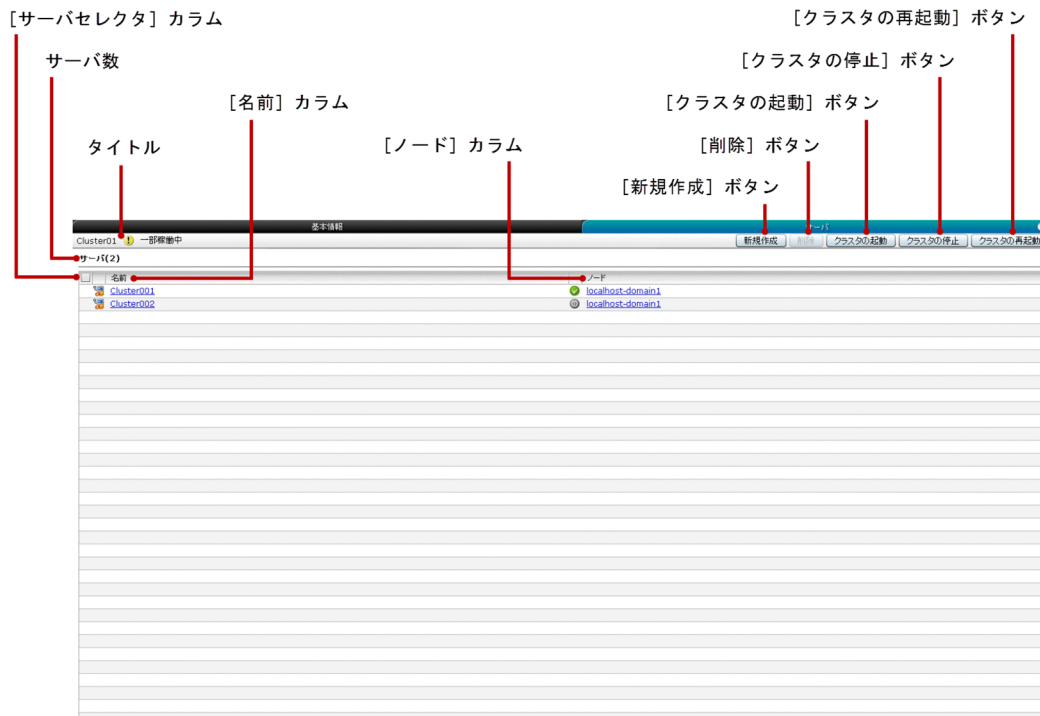 ［サーバセレクタ］カラム
［クラスタの再起動］ボタン
サーバ数
［クラスタの停止］ボタン
［名前］カラム
［クラスタの起動］ボタン
タイトル
［ノード］カラム
［削除］ボタン
［新規作成］ボタン
基本情報
サーバ
Cluster01 一部稼働中
新規作成 削除 クラスタの起動 クラスタの停止 クラスタの再起動
サーバ(2)
名前 ノード
Cluster001 localhost-domain1
Cluster002 localhost-domain1